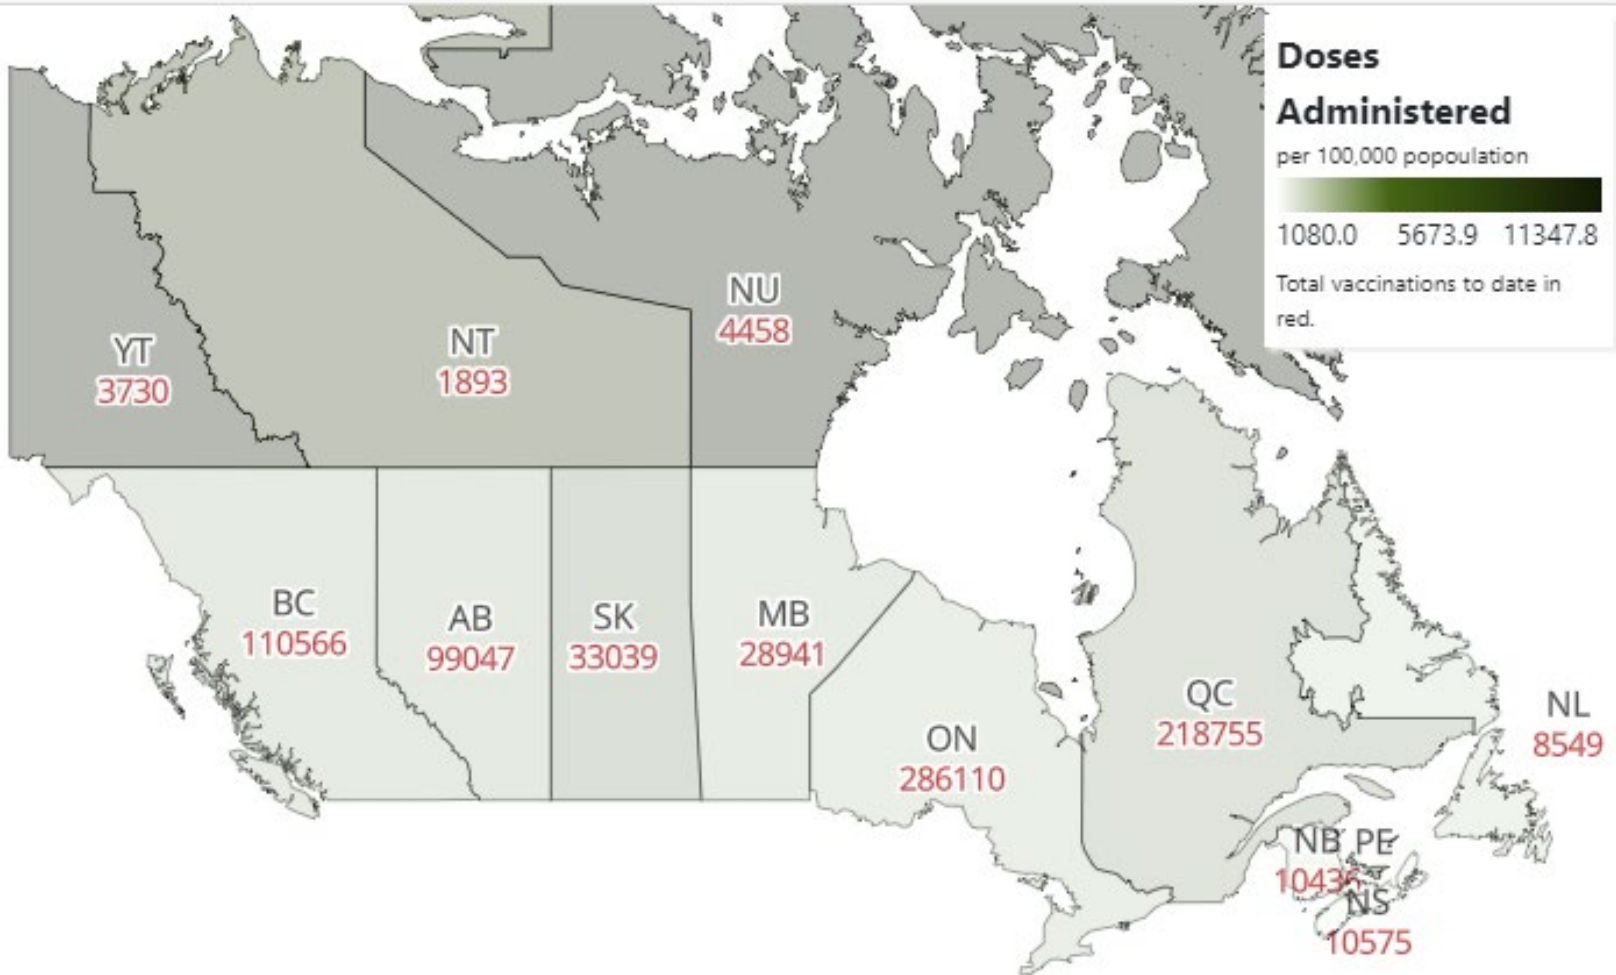 Doses
Administered
per 100,000 popoulation
1080.0 5673.9 11347.8
Total vaccinations to date in
red.
NU
4458
YT
3730
NT
1893
BC
110566
AB
99047
SK
33039
MB
28941
QC
218755
NL
8549
ON
286110
NB PE
10436
NS
10575